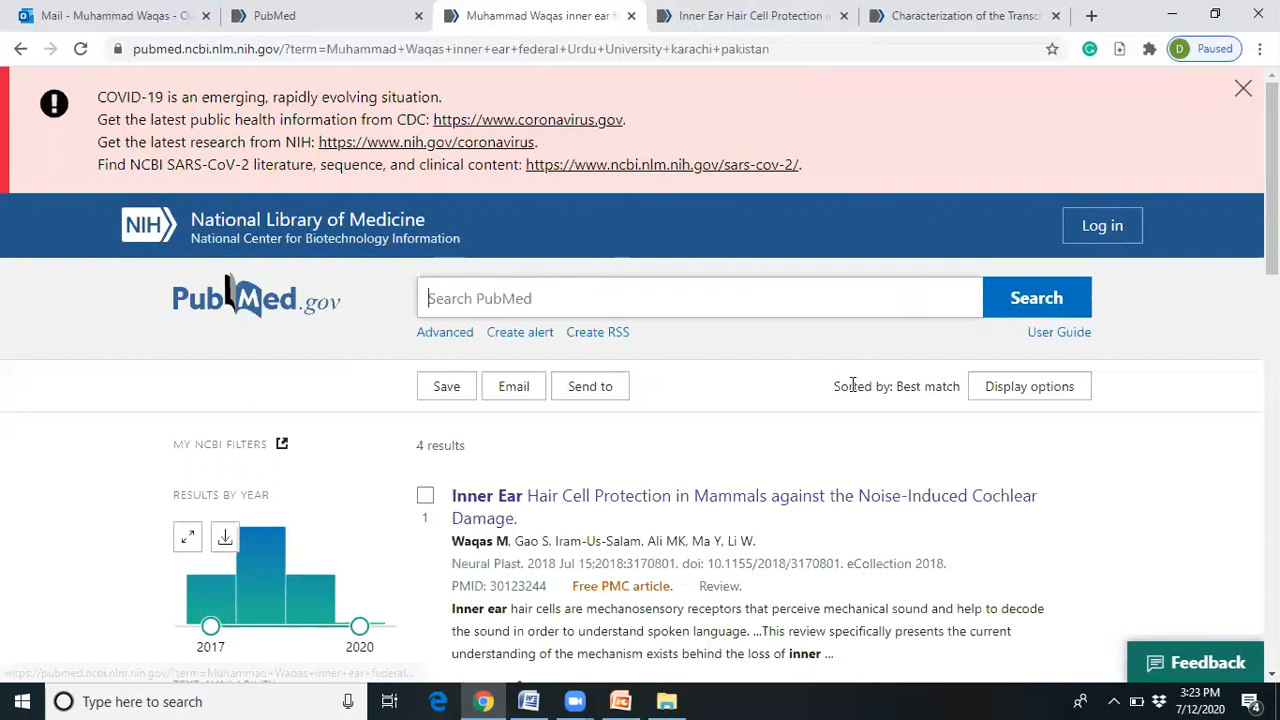 Mail - Muhammad Waqas - Ou
PubMed
Muhammad Waqas inner ear f
Inner Ear Hair Cell Protection i
Characterization of the Transcr
pubmed.ncbi.nlm.nih.gov/?term=Muhammad+Waqas+inner+ear+federal+Urdu+University+karachi+pakistan
D Paused
COVID-19 is an emerging, rapidly evolving situation.
Get the latest public health information from CDC: https://www.coronavirus.gov.
Get the latest research from NIH: https://www.nih.gov/coronavirus.
Find NCBI SARS-CoV-2 literature, sequence, and clinical content: https://www.ncbi.nlm.nih.gov/sars-cov-2/.
NIH National Library of Medicine
National Center for Biotechnology Information
Log in
PubMed.gov
Search PubMed
Search
Advanced Create alert Create RSS
User Guide
Save Email Send to
Sorted by: Best match Display options
MY NCBI FILTERS
4 results
RESULTS BY YEAR
2017 2020
1
Inner Ear Hair Cell Protection in Mammals against the Noise-Induced Cochlear
Damage.
Waqas M, Gao S, Iram-Us-Salam, Ali MK, Ma Y, Li W.
Neural Plast. 2018 Jul 15;2018:3170801. doi: 10.1155/2018/3170801. eCollection 2018.
PMID: 30123244 Free PMC article. Review.
Inner ear hair cells are mechanosensory receptors that perceive mechanical sound and help to decode
the sound in order to understand spoken language. ...This review specifically presents the current
understanding of the mechanism exists behind the loss of inner ...
Feedback
Type here to search
3:23 PM
7/12/2020
4